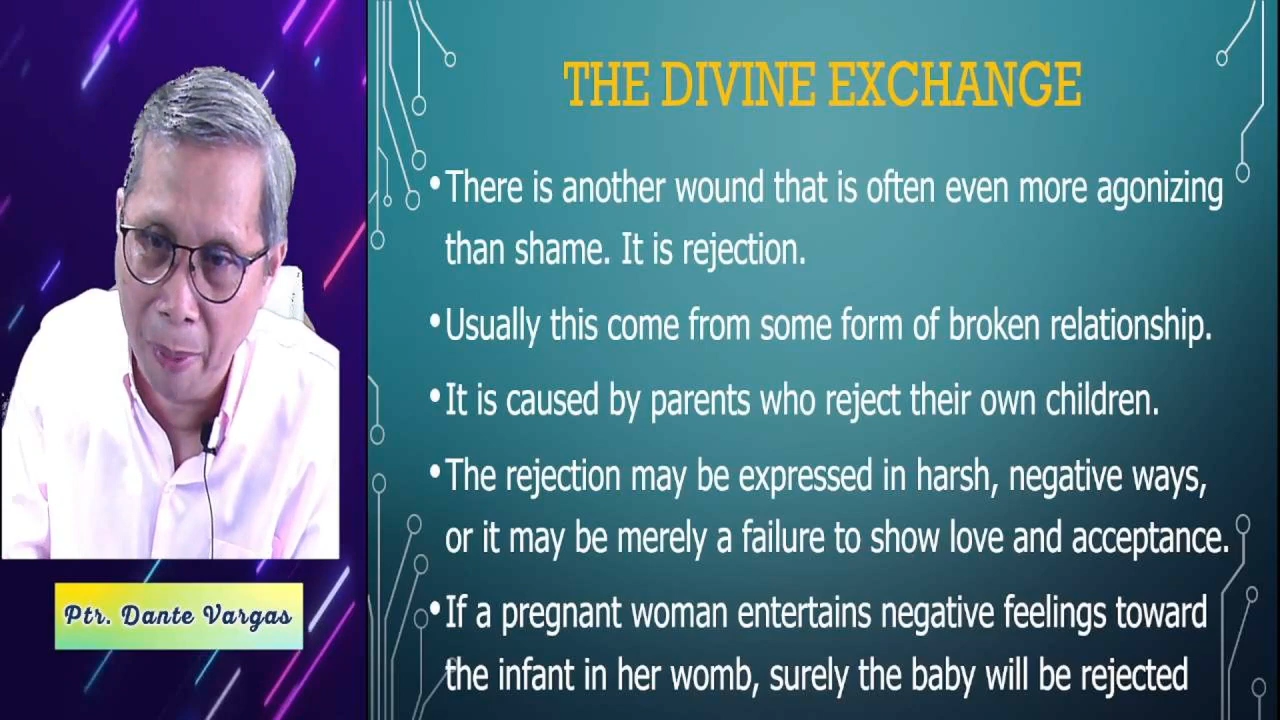 THE DIVINE EXCHANGE
•There is another wound that is often even more agonizing
than shame. It is rejection.
•Usually this come from some form of broken relationship.
•It is caused by parents who reject their own children.
•The rejection may be expressed in harsh, negative ways,
or it may be merely a failure to show love and acceptance.
•If a pregnant woman entertains negative feelings toward
the infant in her womb, surely the baby will be rejected
Ptr. Dante Vargas